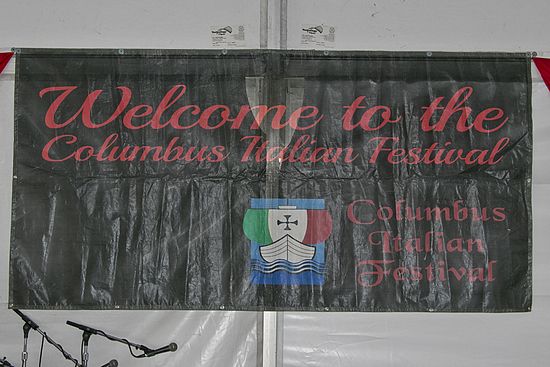 Welcome to the
Columbus Italian Festival
Columbus
Italian
Festival